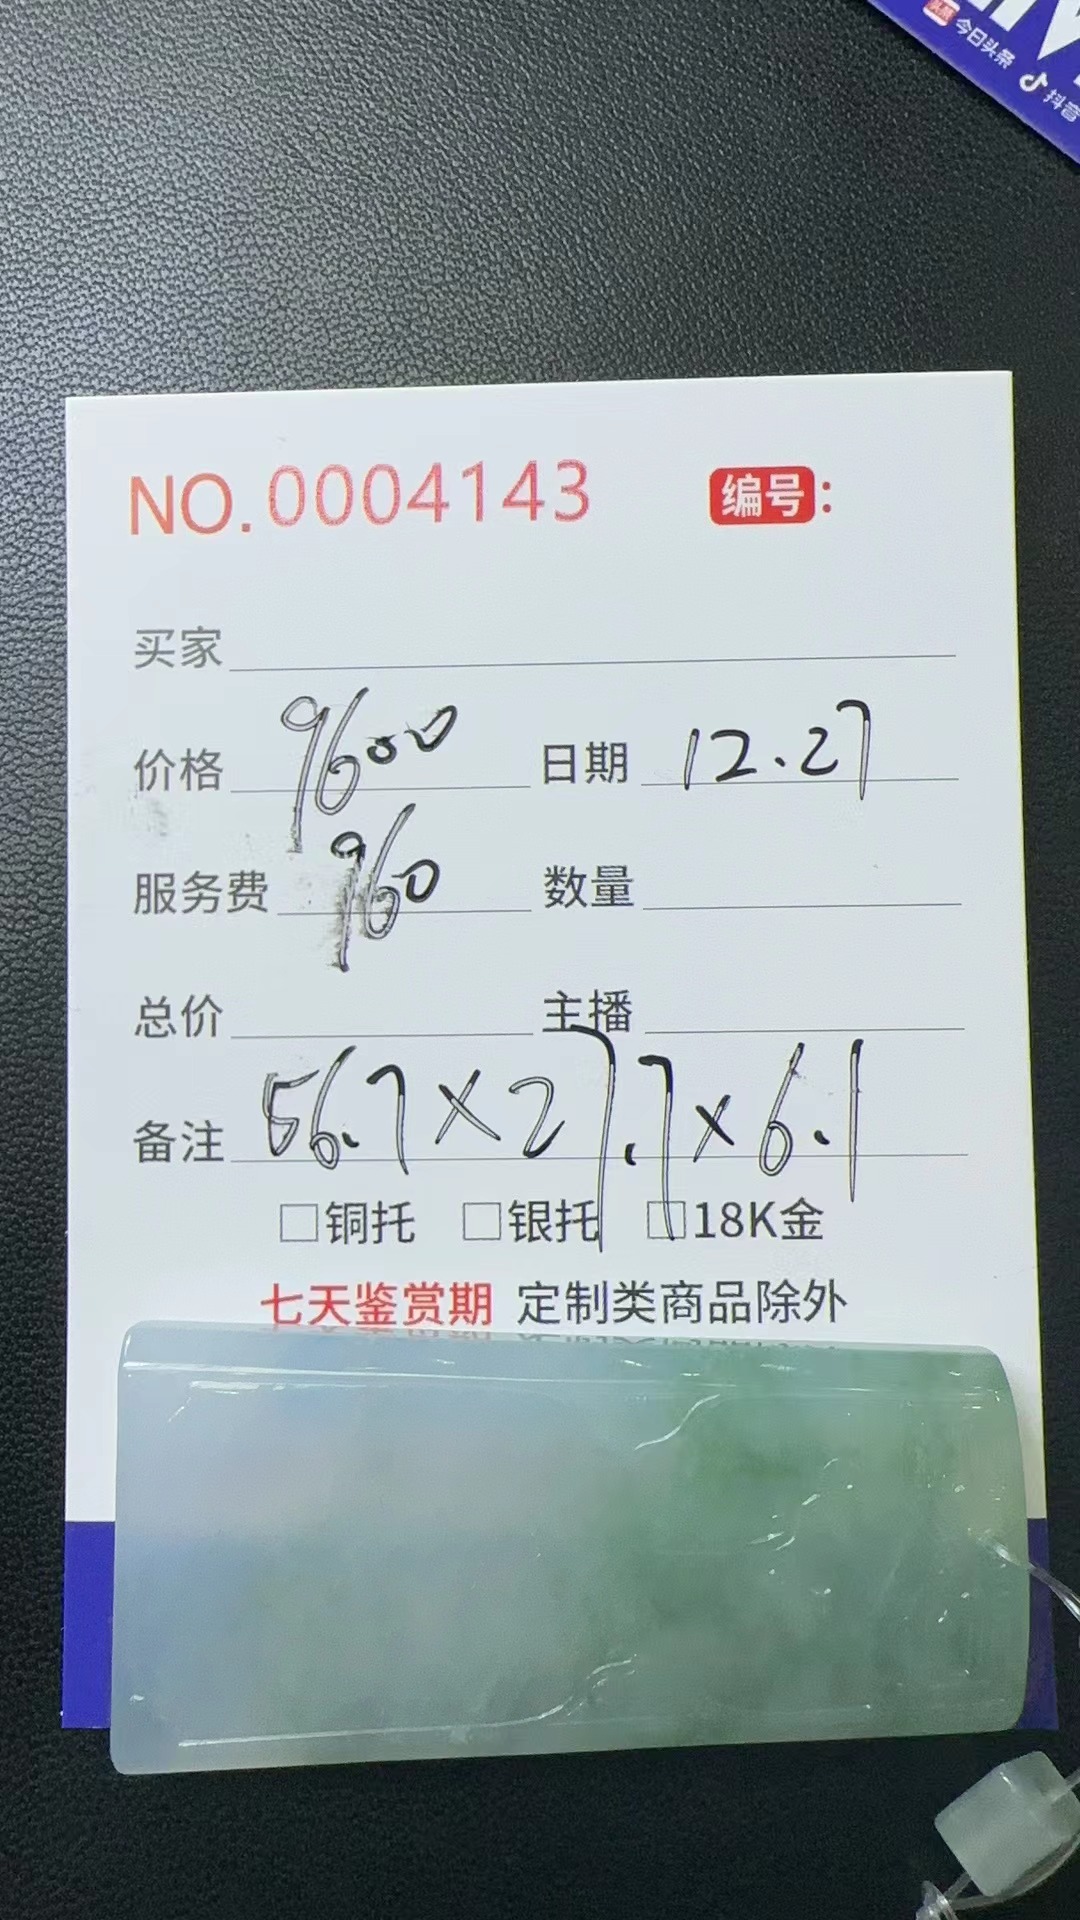 今日头条
抖音
NO.0004143 编号:
买家
价格 9600 日期 12.27
服务费 960 数量
总价 主播
备注 56.7×27.7×6.1
□铜托 □银托 □18K金
七天鉴赏期 定制类商品除外